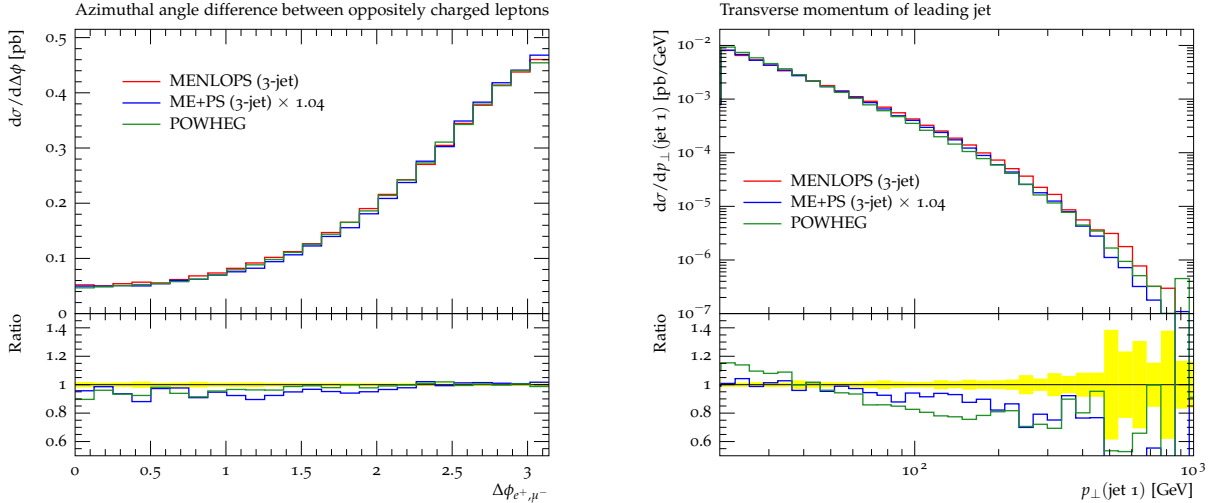 Azimuthal angle difference between oppositely charged leptons
dσ/dΔϕ [pb]
0.5
0.4
0.3
0.2
0.1
0
MENLOPS (3-jet)
ME+PS (3-jet) × 1.04
POWHEG
Ratio
1.4
1.2
1
0.8
0.6
0 0.5 1 1.5 2 2.5 3
Δϕe+,μ−
Transverse momentum of leading jet
dσ/dp⊥(jet 1) [pb/GeV]
10−2
10−3
10−4
10−5
10−6
10−7
MENLOPS (3-jet)
ME+PS (3-jet) × 1.04
POWHEG
Ratio
1.4
1.2
1
0.8
0.6
102 103
p⊥(jet 1) [GeV]